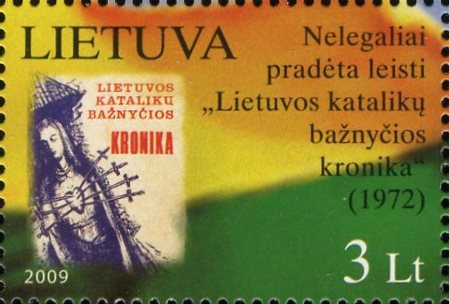 LIETUVA
LIETUVOS
KATALIKŲ
BAŽNYČIOS
KRONIKA
Nelegaliai
pradėta leisti
„Lietuvos katalikų
bažnyčios
kronika“
(1972)
2009
3 Lt